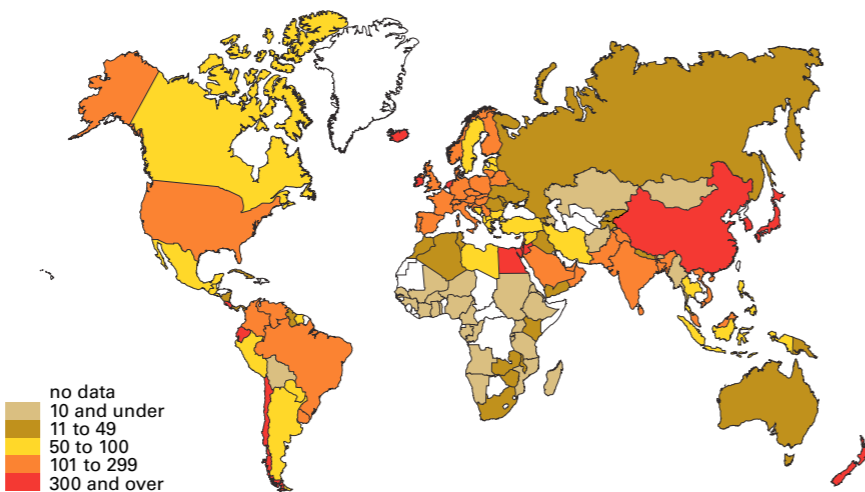 no data
10 and under
11 to 49
50 to 100
101 to 299
300 and over